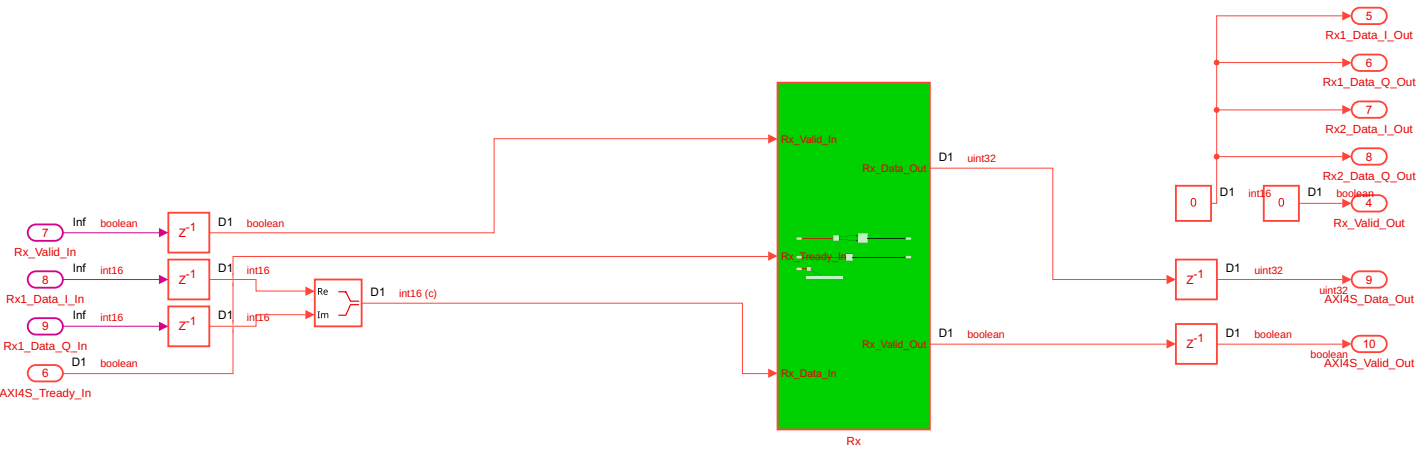 5
Rx1_Data_I_Out
6
Rx1_Data_Q_Out
7
Rx2_Data_I_Out
8
Rx2_Data_Q_Out
0
D1 int16
0
D1 boolean
4
Rx_Valid_Out
Rx_Valid_In
Rx_Data_Out
D1 uint32
7
Rx_Valid_In
Inf boolean
z-1
D1 boolean
8
Rx1_Data_I_In
Inf int16
z-1
D1 int16
9
Rx1_Data_Q_In
Inf int16
z-1
D1 int16
6
AXI4S_Tready_In
D1 boolean
Re
Im
D1 int16 (c)
Rx_Tready_In
Rx_Valid_Out
D1 boolean
Rx_Data_In
Rx
z-1
D1 uint32
uint32
9
AXI4S_Data_Out
z-1
D1 boolean
boolean
10
AXI4S_Valid_Out